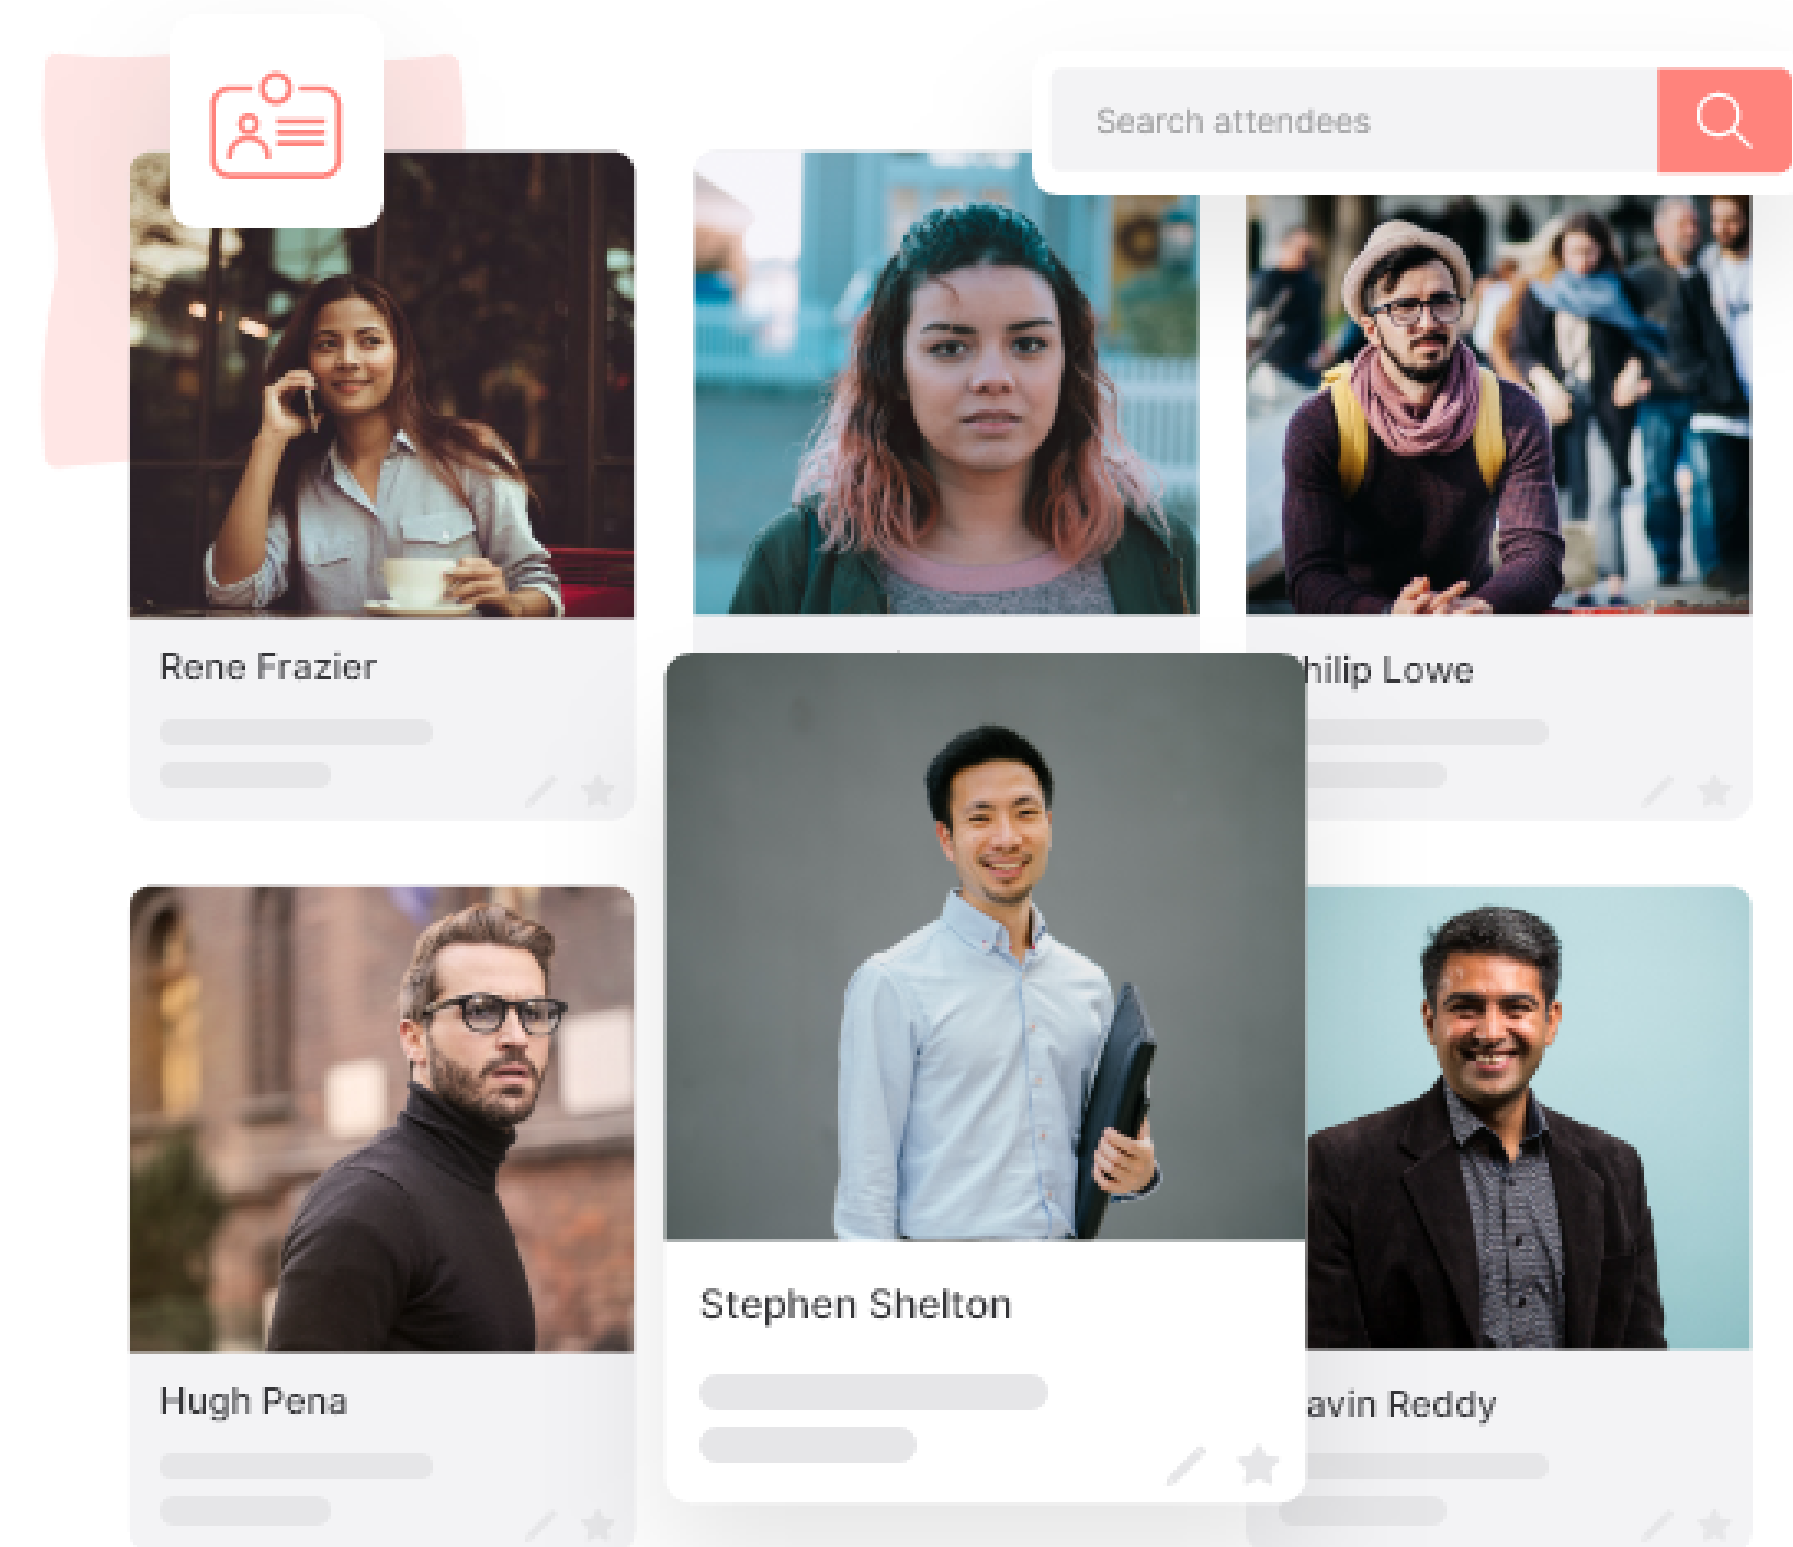 Search attendees
Rene Frazier
hilip Lowe
Stephen Shelton
Hugh Pena
avin Reddy